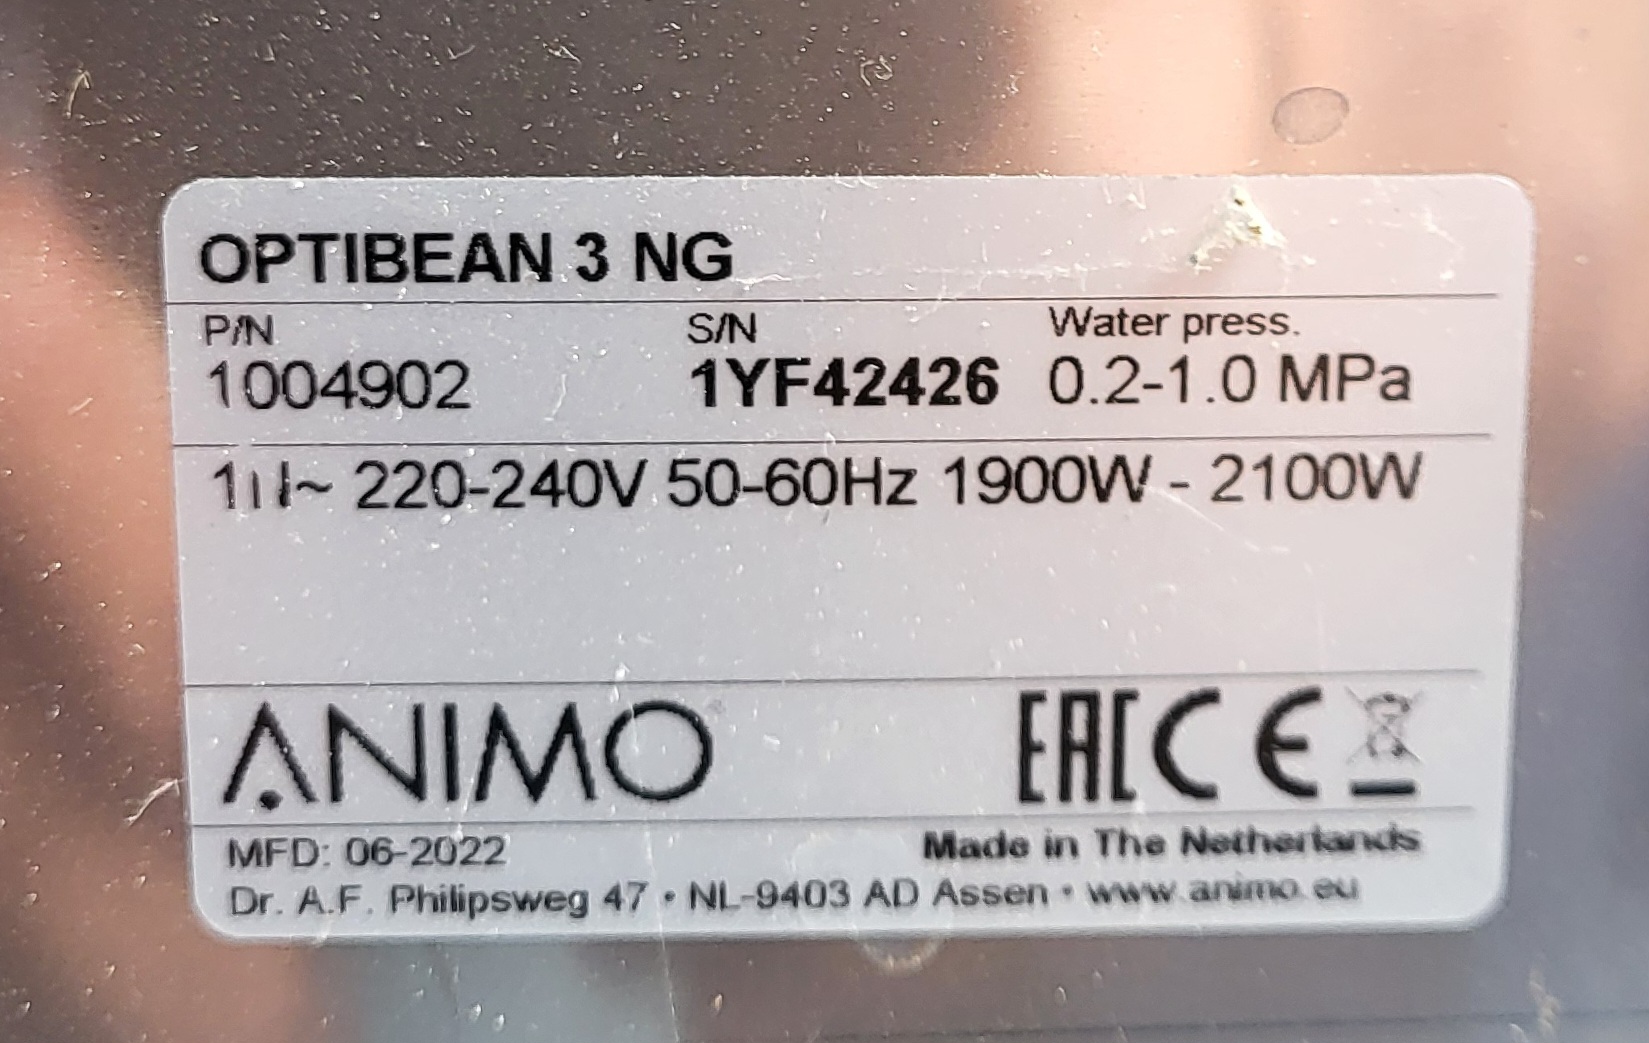 OPTIBEAN 3 NG
P/N S/N Water press.
1004902 1YF42426 0.2-1.0 MPa
1~ 220-240V 50-60Hz 1900W - 2100W
ANIMO EAC CE
MFD: 06-2022 Made in The Netherlands
Dr. A.F. Philipsweg 47 • NL-9403 AD Assen • www.animo.eu